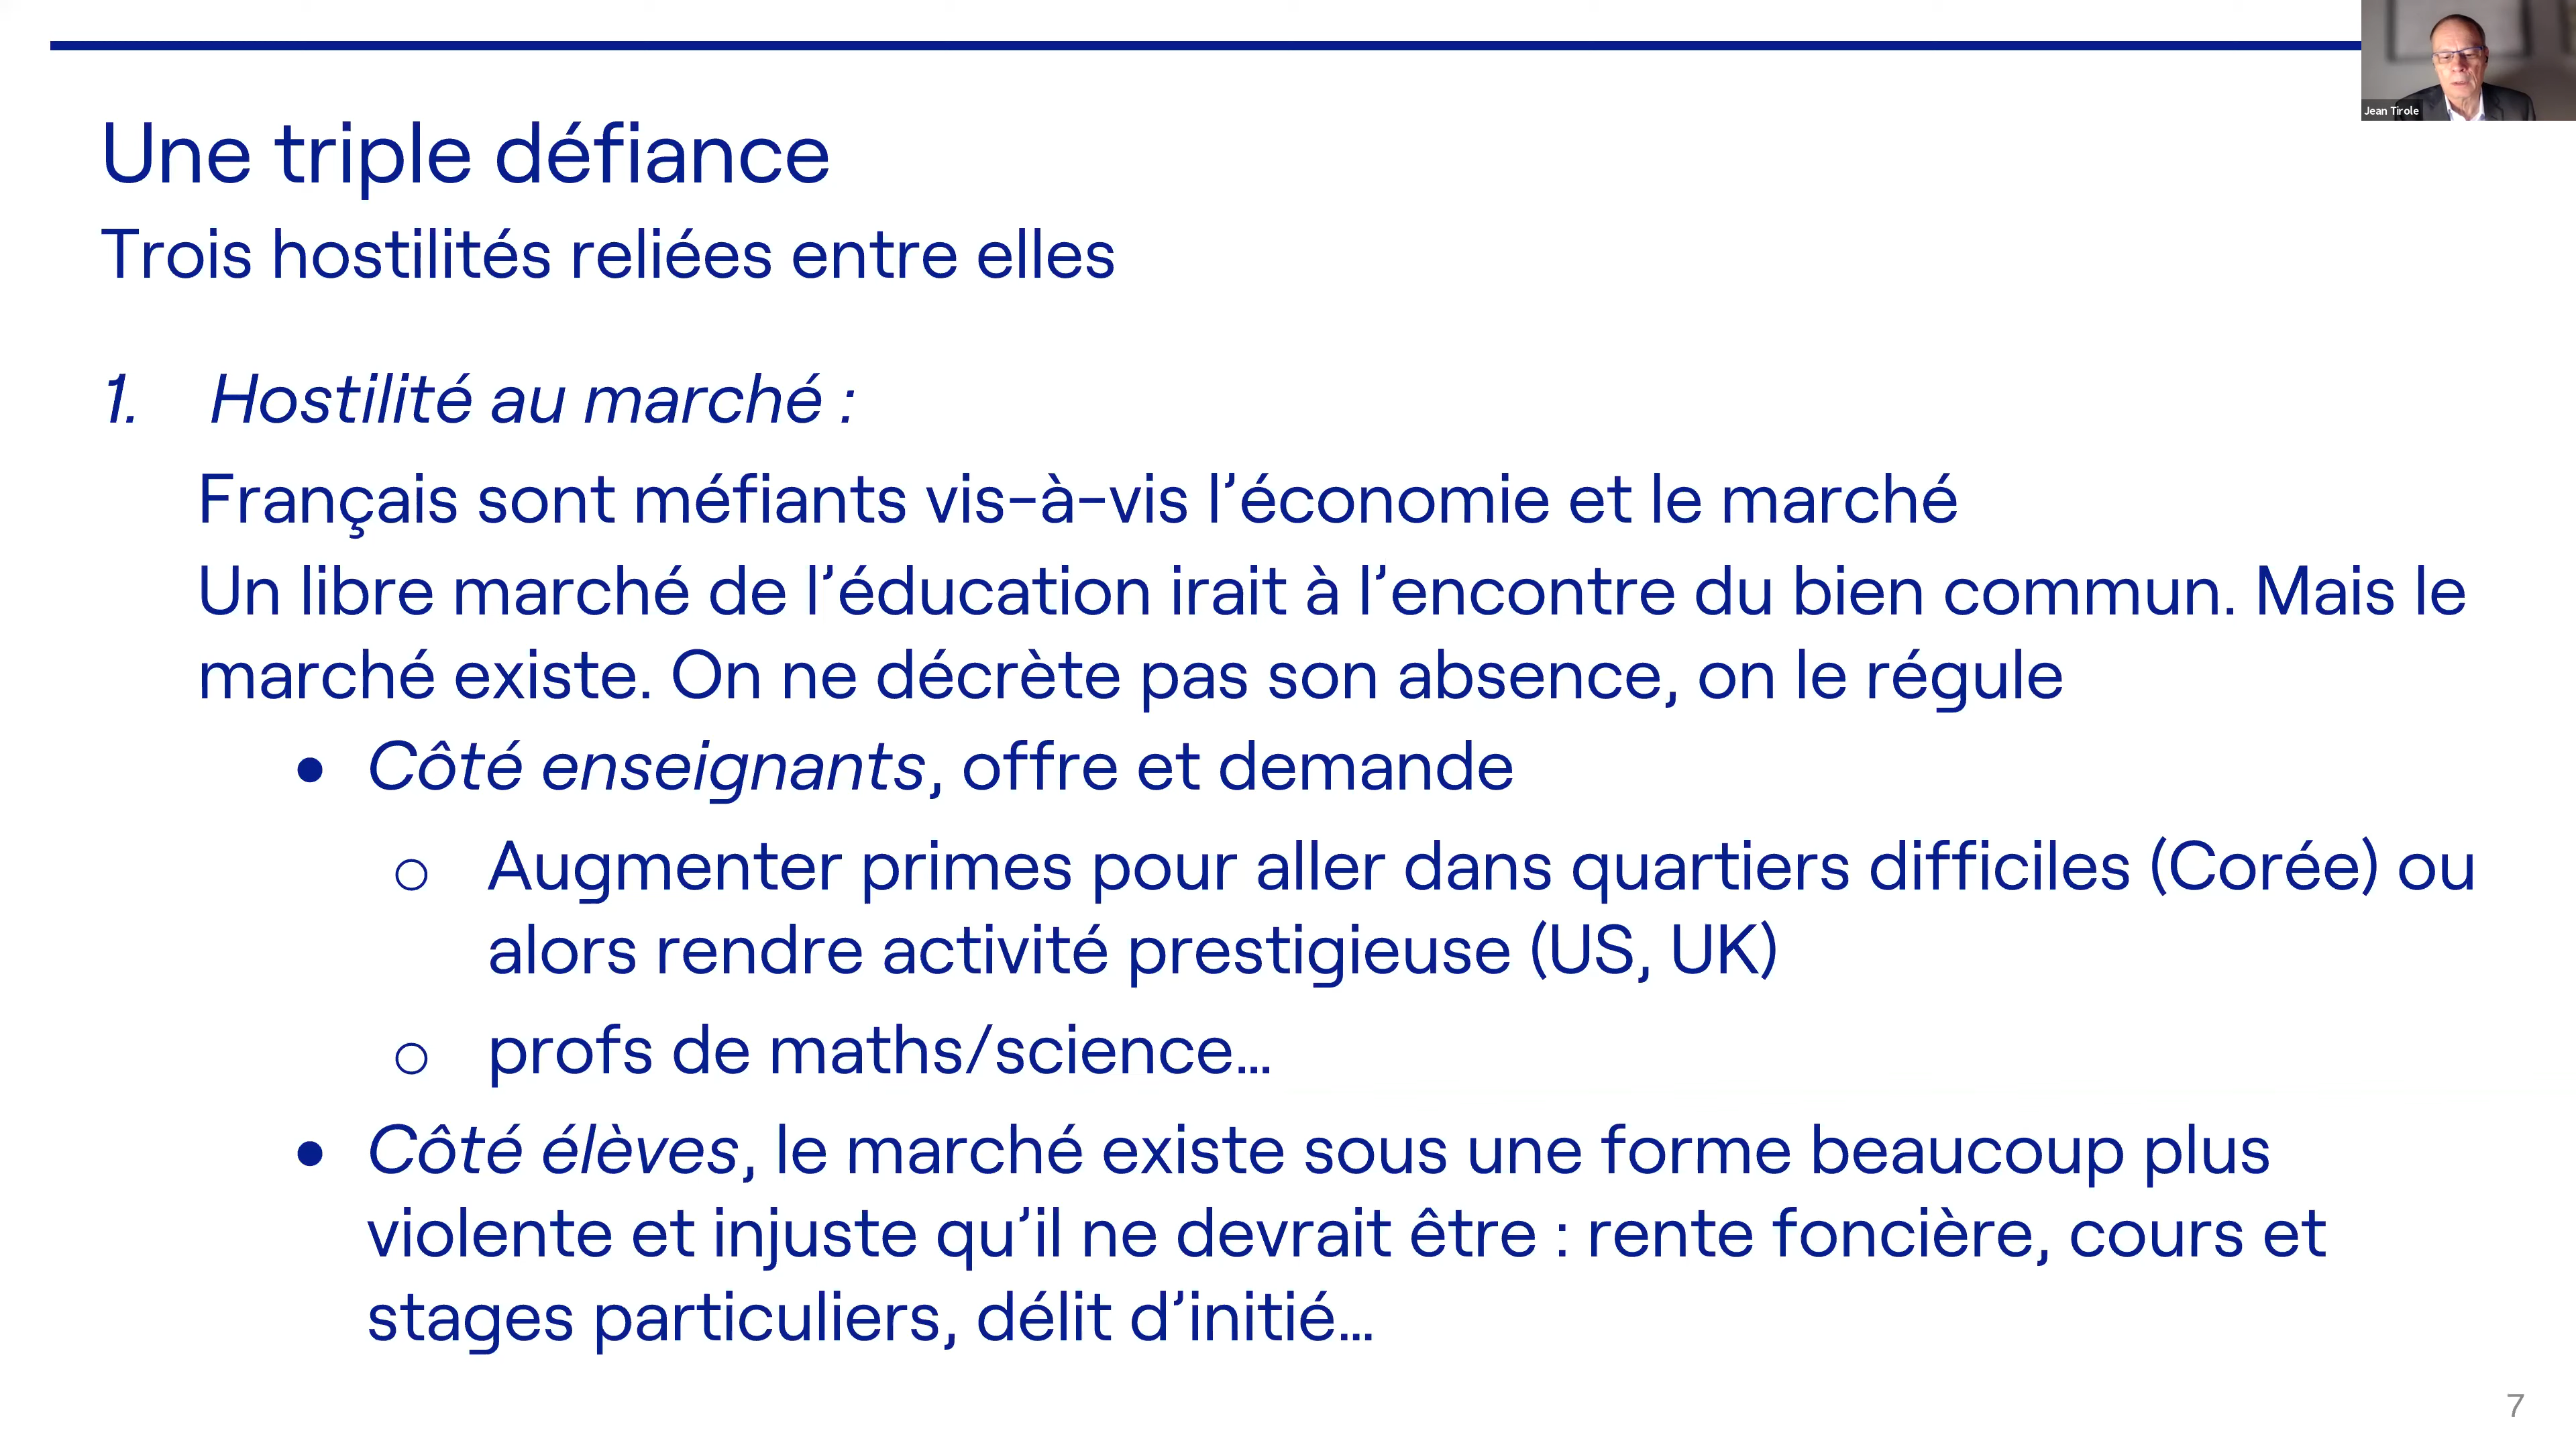 Jean Tirole
Une triple défiance
Trois hostilités reliées entre elles
1. Hostilité au marché :
Français sont méfiants vis-à-vis l’économie et le marché
Un libre marché de l’éducation irait à l’encontre du bien commun. Mais le
marché existe. On ne décrète pas son absence, on le régule
• Côté enseignants, offre et demande
○ Augmenter primes pour aller dans quartiers difficiles (Corée) ou
alors rendre activité prestigieuse (US, UK)
○ profs de maths/science…
• Côté élèves, le marché existe sous une forme beaucoup plus
violente et injuste qu’il ne devrait être : rente foncière, cours et
stages particuliers, délit d’initié…
7